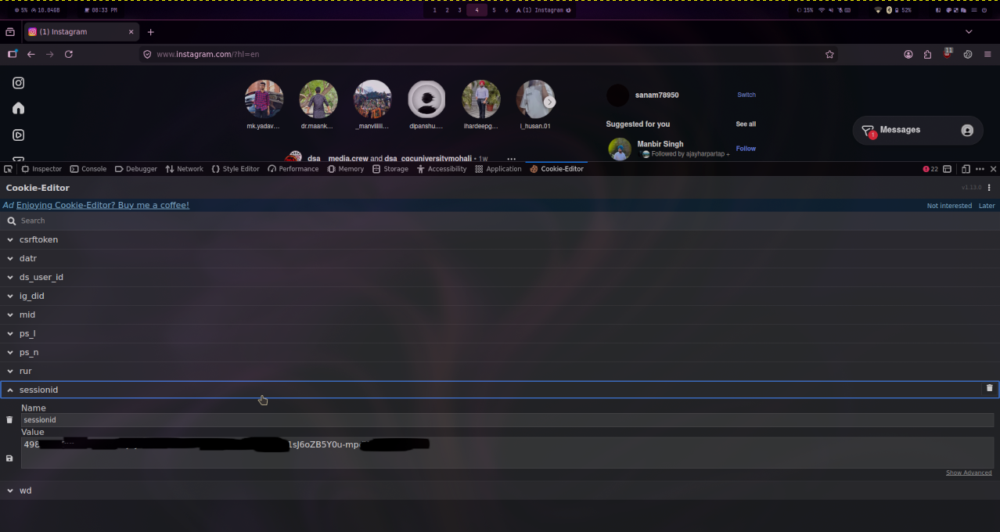 5% 10.04GB 08:33 PM 1 2 3 4 5 6 (1) Instagram 15% 52%
(1) Instagram
www.instagram.com/?hl=en 11
mk.yadav... dr.maank... _manviiiii... dipanshu.... lhardeepg... l_husan.01
sanam78950 Switch
Suggested for you See all
Messages
Manbir Singh
Followed by ajayharpartap + Follow
dsa__media.crew and dsa_cgcuniversitymohali • 1w
Inspector Console Debugger Network Style Editor Performance Memory Storage Accessibility Application Cookie-Editor 22
Cookie-Editor v1.13.0
Ad Enjoying Cookie-Editor? Buy me a coffee! Not interested Later
Search
csrftoken
datr
ds_user_id
ig_did
mid
ps_l
ps_n
rur
sessionid
Name
sessionid
Value
498 1sJ6oZB5Y0u-mp
Show Advanced
wd